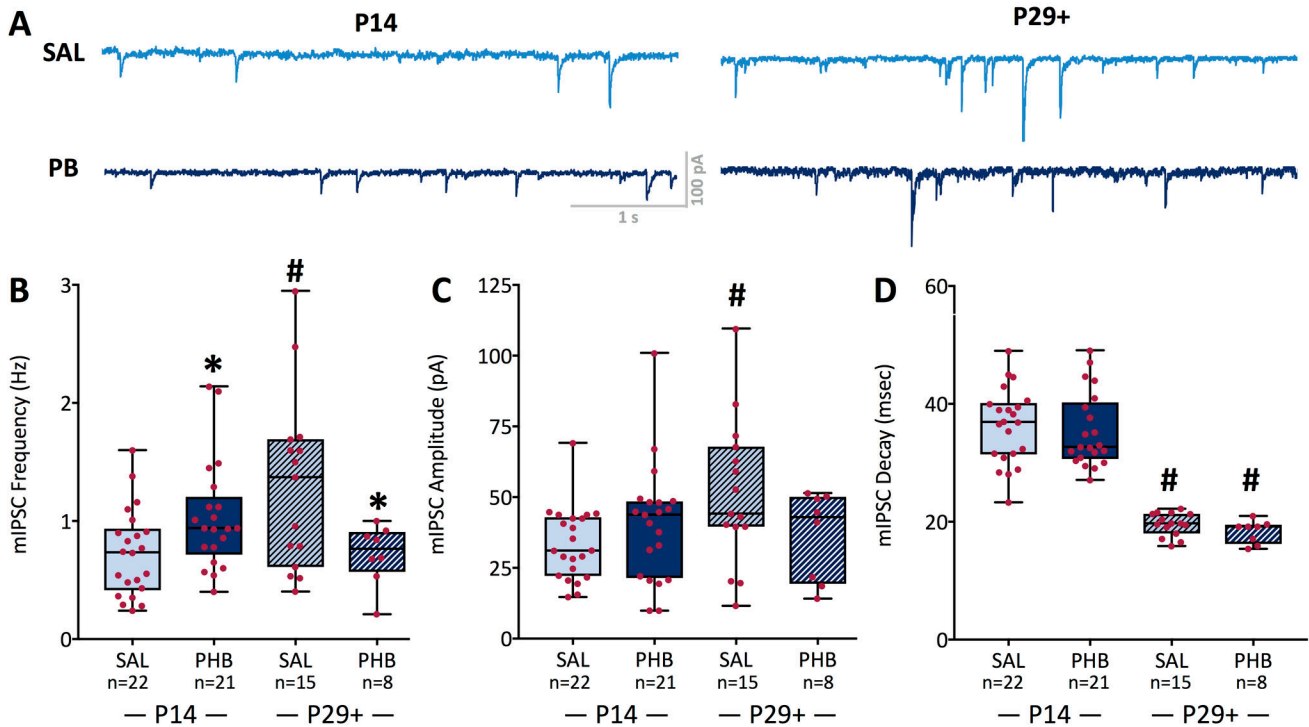 A
P14
P29+
SAL
PB
100 pA
1 s
B
mIPSC Frequency (Hz)
3
2
1
0
*
#
*
SAL PHB SAL PHB
n=22 n=21 n=15 n=8
— P14 — — P29+ —
C
mIPSC Amplitude (pA)
125
100
75
50
25
0
#
SAL PHB SAL PHB
n=22 n=21 n=15 n=8
— P14 — — P29+ —
D
mIPSC Decay (msec)
60
40
20
0
# #
SAL PHB SAL PHB
n=22 n=21 n=15 n=8
— P14 — — P29+ —